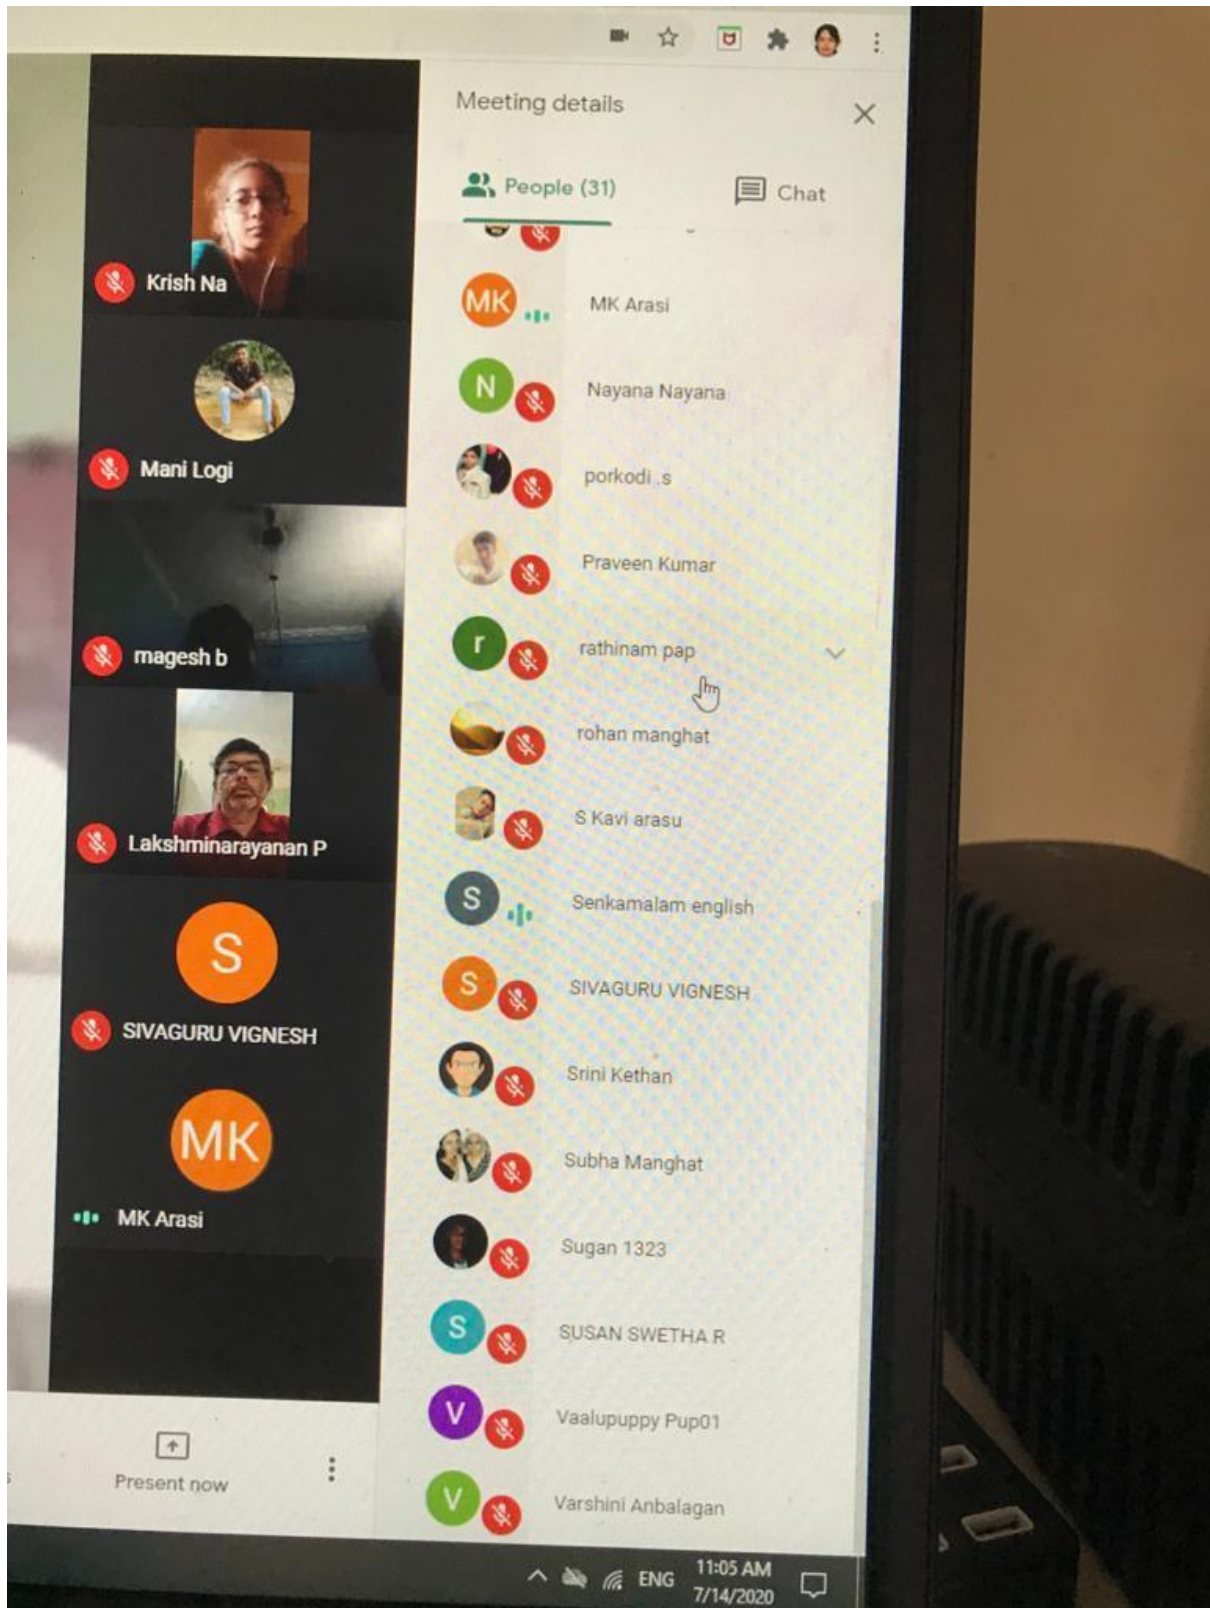 Meeting details
People (31)
Chat
Krish Na
Mani Logi
magesh b
Lakshminarayanan P
S
SIVAGURU VIGNESH
MK
MK Arasi
MK
MK Arasi
N
Nayana Nayana
porkodi .s
Praveen Kumar
r
rathinam pap
rohan manghat
S Kavi arasu
S
Senkamalam english
S
SIVAGURU VIGNESH
Srini Kethan
Subha Manghat
Sugan 1323
S
SUSAN SWETHA R
V
Vaalupuppy Pup01
V
Varshini Anbalagan
Present now
ENG
11:05 AM
7/14/2020